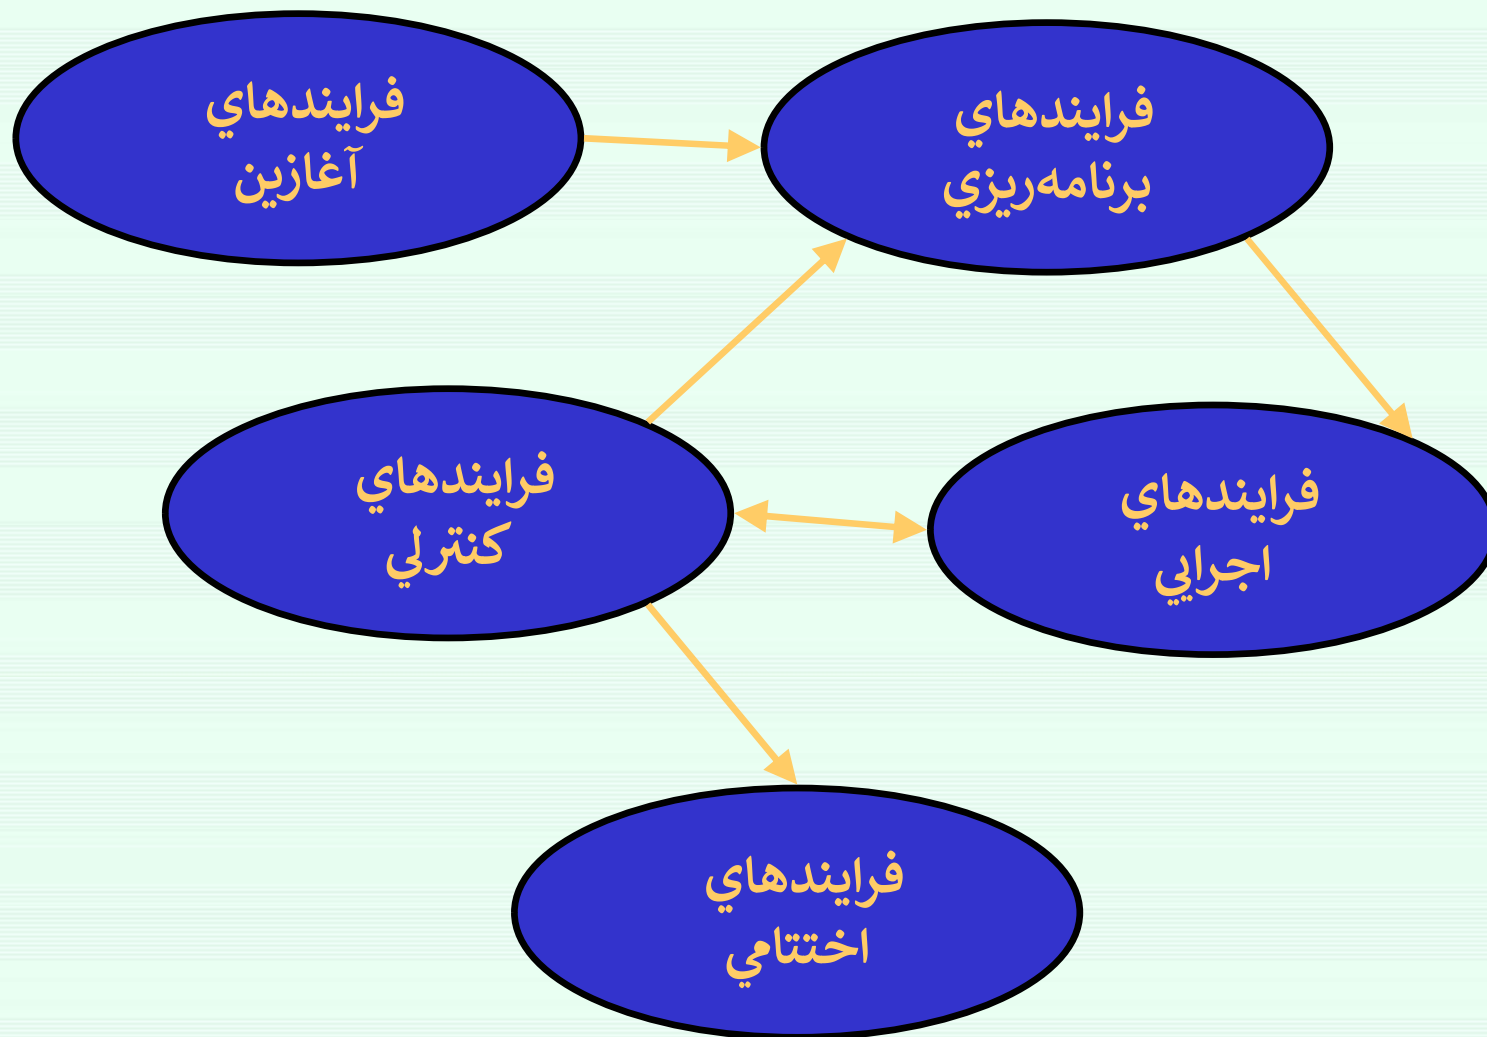 فرايندهاي
آغازين
فرايندهاي
برنامه‌ريزي
فرايندهاي
كنترلي
فرايندهاي
اجرايي
فرايندهاي
اختتامي